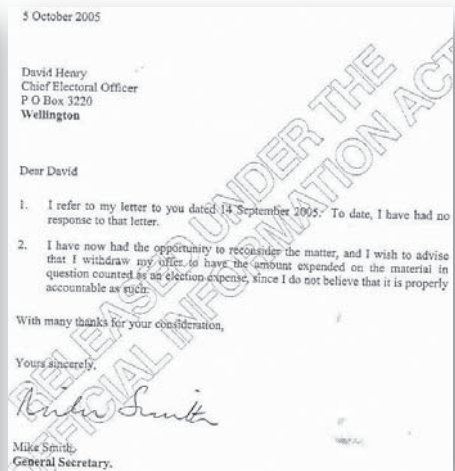 5 October 2005
David Henry
Chief Electoral Officer
P O Box 3220
Wellington
Dear David
1. I refer to my letter to you dated 14 September 2005. To date, I have had no
response to that letter.
2. I have now had the opportunity to reconsider the matter, and I wish to advise
that I withdraw my offer to have the amount expended on the material in
question counted as an election expense, since I do not believe that it is properly
accountable as such.
With many thanks for your consideration,
Yours sincerely,
Mike Smith
Mike Smith,
General Secretary.
RELEASED UNDER THE
OFFICIAL INFORMATION ACT